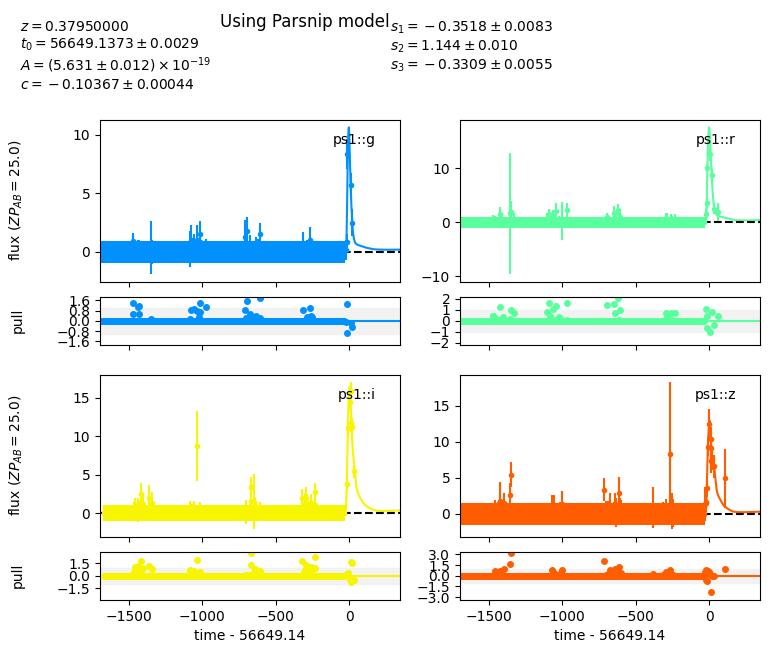 Using Parsnip model
z = 0.37950000
t0 = 56649.1373 ± 0.0029
A = (5.631 ± 0.012) × 10^−19
c = −0.10367 ± 0.00044
s1 = −0.3518 ± 0.0083
s2 = 1.144 ± 0.010
s3 = −0.3309 ± 0.0055
flux (ZP_AB = 25.0)
10
5
0
ps1::g
10
0
−10
ps1::r
pull
1.6
0.8
0.0
−0.8
−1.6
2
1
0
−1
−2
flux (ZP_AB = 25.0)
15
10
5
0
ps1::i
15
10
5
0
ps1::z
pull
1.5
0.0
−1.5
3.0
1.5
0.0
−1.5
−3.0
−1500 −1000 −500 0
time - 56649.14
−1500 −1000 −500 0
time - 56649.14